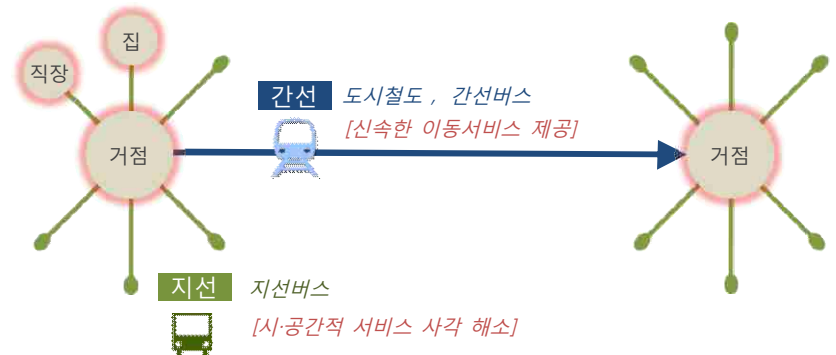 집
직장
거점
간선 도시철도 , 간선버스
[신속한 이동서비스 제공]
거점
지선 지선버스
[시·공간적 서비스 사각 해소]